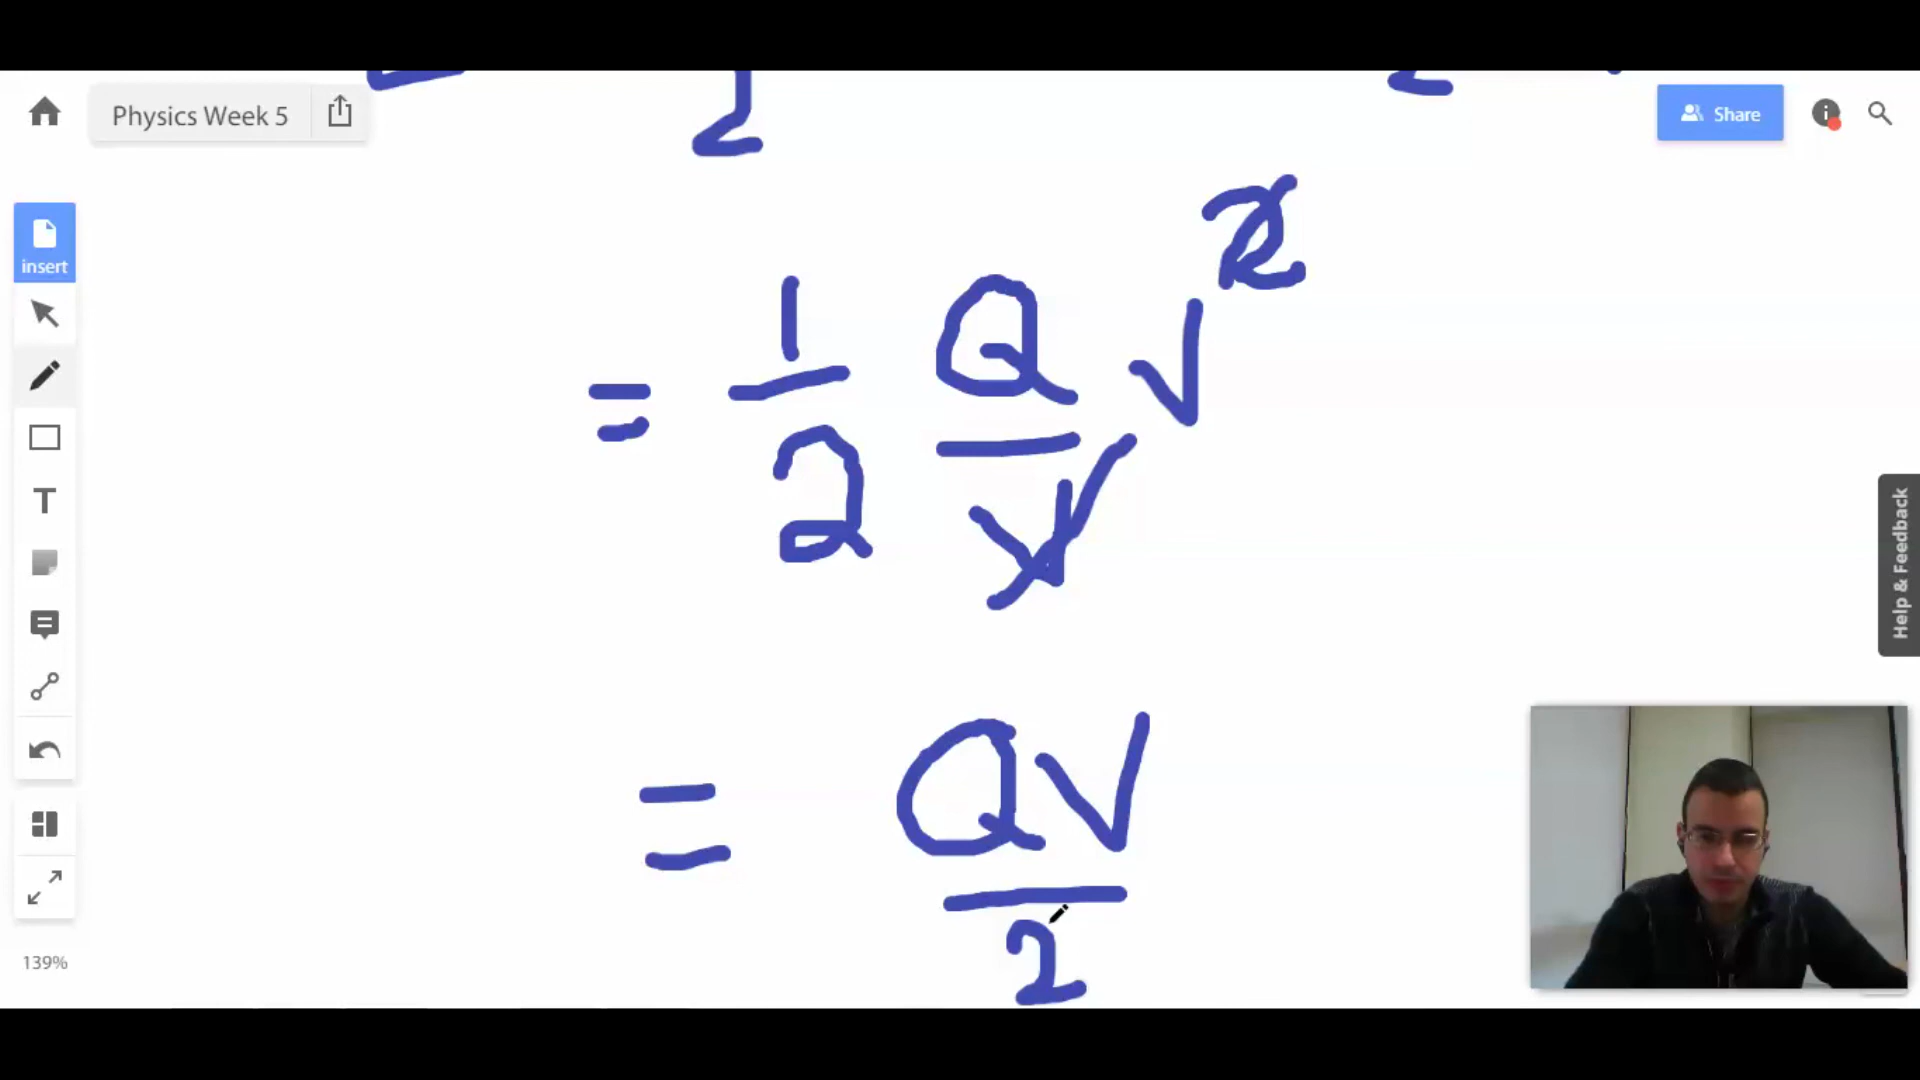 Physics Week 5
Share
insert
T
= 1/2 Q/V V²
= QV/2
Help & Feedback
139%